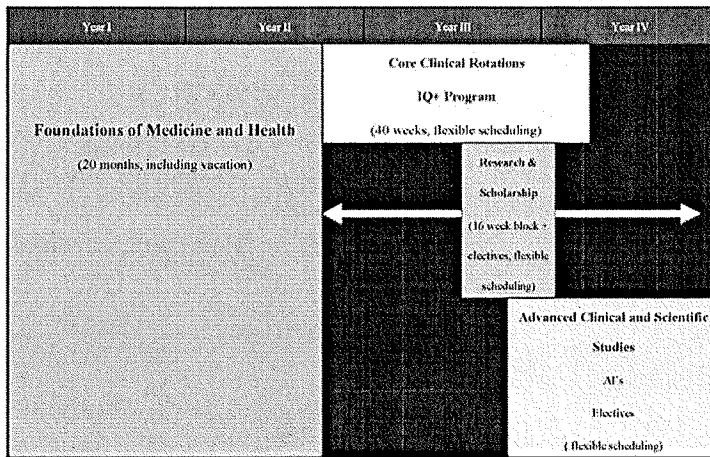 Year I Year II Year III Year IV
Core Clinical Rotations
IQ+ Program
(40 weeks, flexible scheduling)
Foundations of Medicine and Health
(20 months, including vacation)
Research &
Scholarship
(16 week block +
electives, flexible
scheduling)
Advanced Clinical and Scientific
Studies
AI's
Electives
( flexible scheduling)